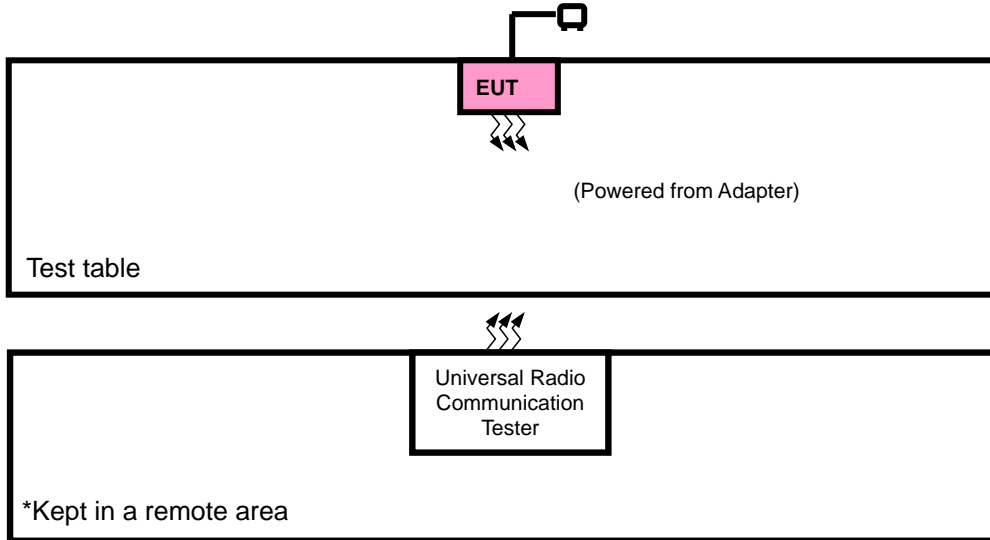 EUT
(Powered from Adapter)
Test table
Universal Radio
Communication
Tester
*Kept in a remote area